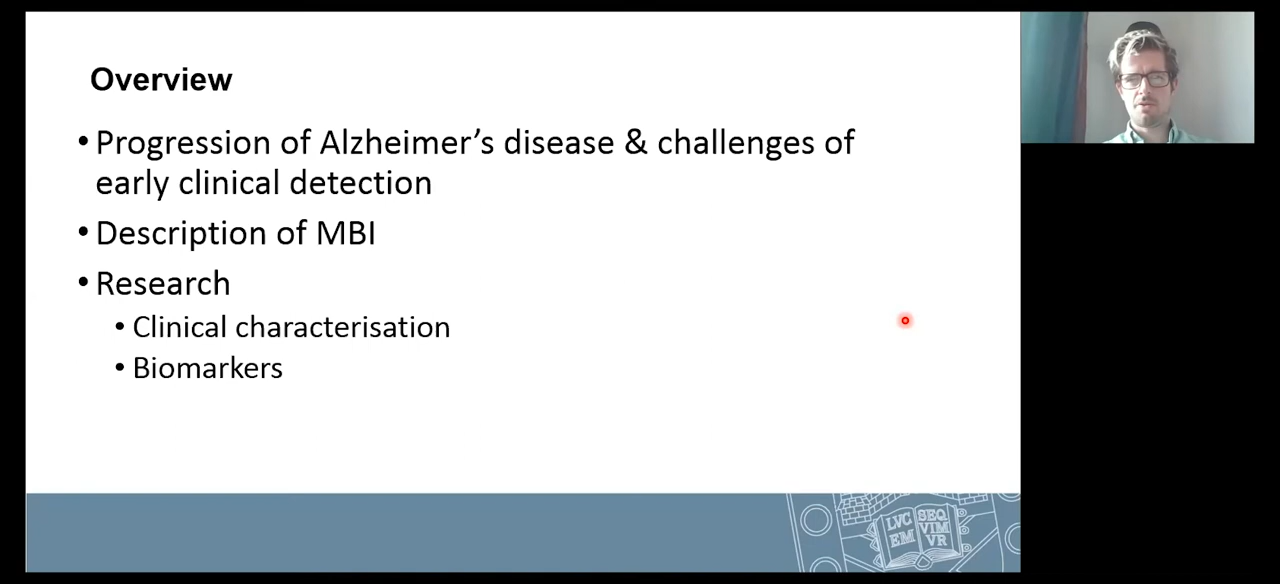 Overview
• Progression of Alzheimer's disease & challenges of
early clinical detection
• Description of MBI
• Research
• Clinical characterisation
• Biomarkers
LVC SEQ
EM VIM
VR